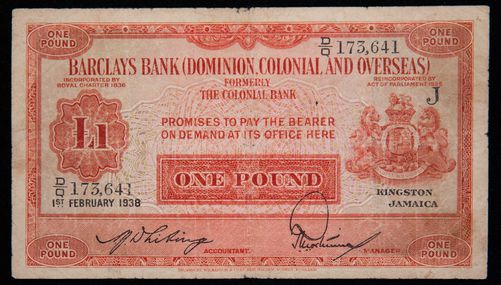 ONE POUND
D/O 173,641
ONE POUND
BARCLAYS BANK (DOMINION, COLONIAL AND OVERSEAS)
INCORPORATED BY ROYAL CHARTER 1836
FORMERLY
THE COLONIAL BANK
REINCORPORATED BY ACT OF PARLIAMENT 1925
J
PROMISES TO PAY THE BEARER
ON DEMAND AT ITS OFFICE HERE
£1
ONE POUND
D/O 173,641
1ST FEBRUARY 1938
KINGSTON
JAMAICA
ACCOUNTANT.
MANAGER
ONE POUND
ONE POUND